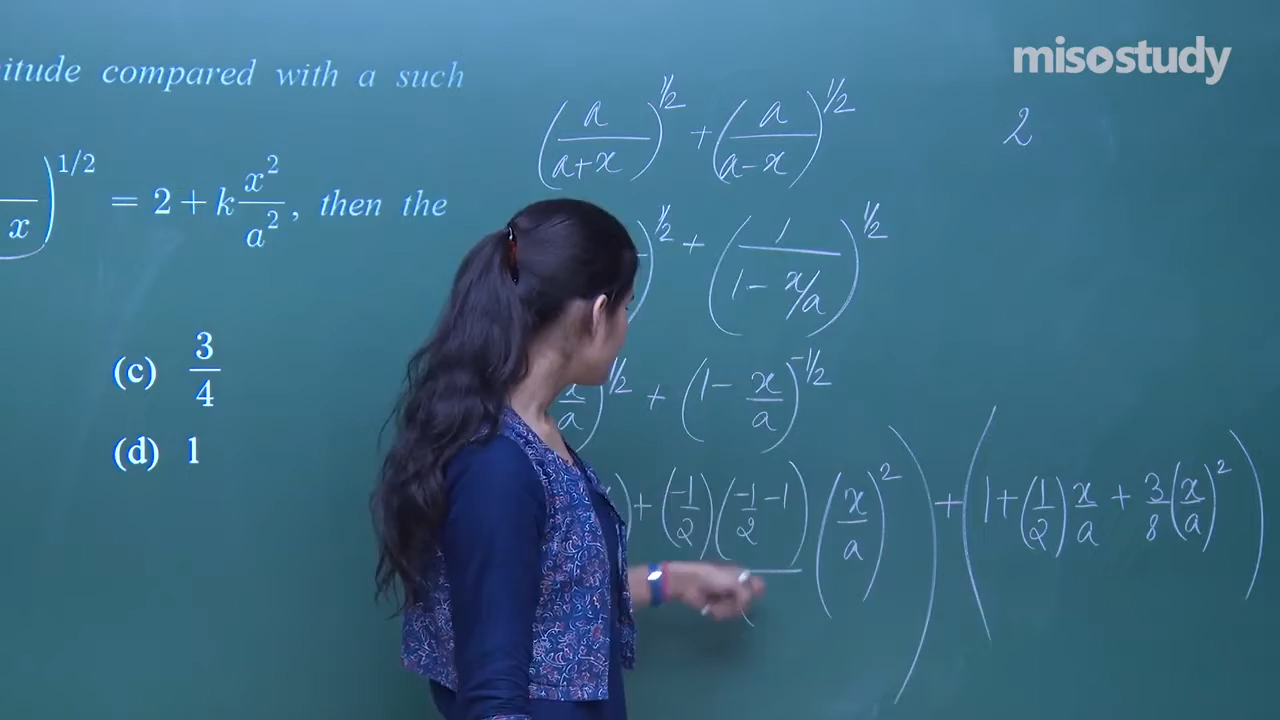 misostudy
itude compared with a such
x)^{1/2} = 2 + k x^2/a^2, then the
(c) 3/4
(d) 1
(a/(a+x))^{1/2} + (a/(a-x))^{1/2}
2
)^{1/2} + (1/(1-x/a))^{1/2}
x/a)^{1/2} + (1-x/a)^{-1/2}
) + (-1/2)(-1/2-1)(x/a)^2) + (1+(1/2)x/a + 3/8(x/a)^2)